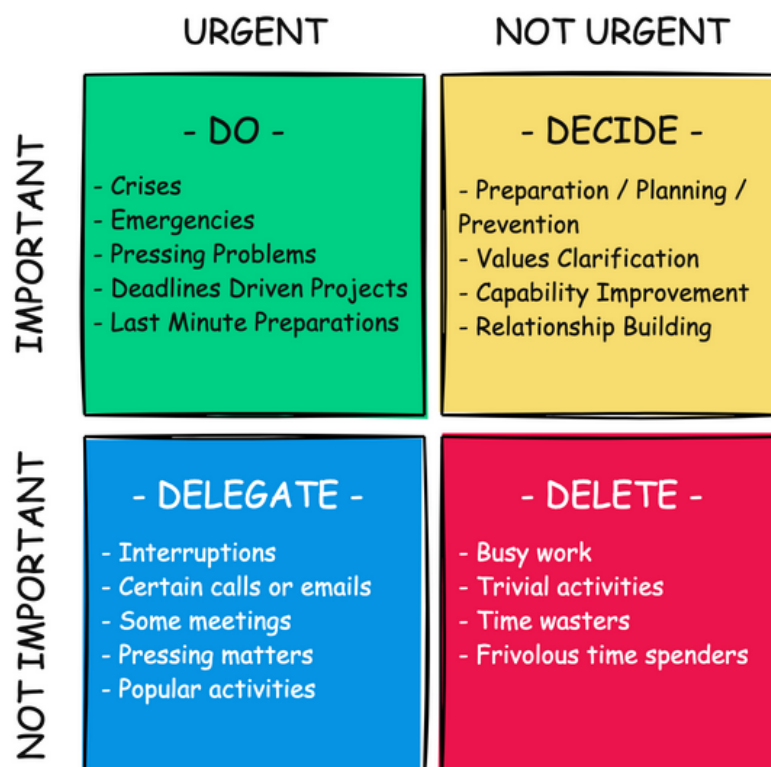 URGENT
NOT URGENT
IMPORTANT
- DO -
- Crises
- Emergencies
- Pressing Problems
- Deadlines Driven Projects
- Last Minute Preparations
- DECIDE -
- Preparation / Planning /
Prevention
- Values Clarification
- Capability Improvement
- Relationship Building
NOT IMPORTANT
- DELEGATE -
- Interruptions
- Certain calls or emails
- Some meetings
- Pressing matters
- Popular activities
- DELETE -
- Busy work
- Trivial activities
- Time wasters
- Frivolous time spenders